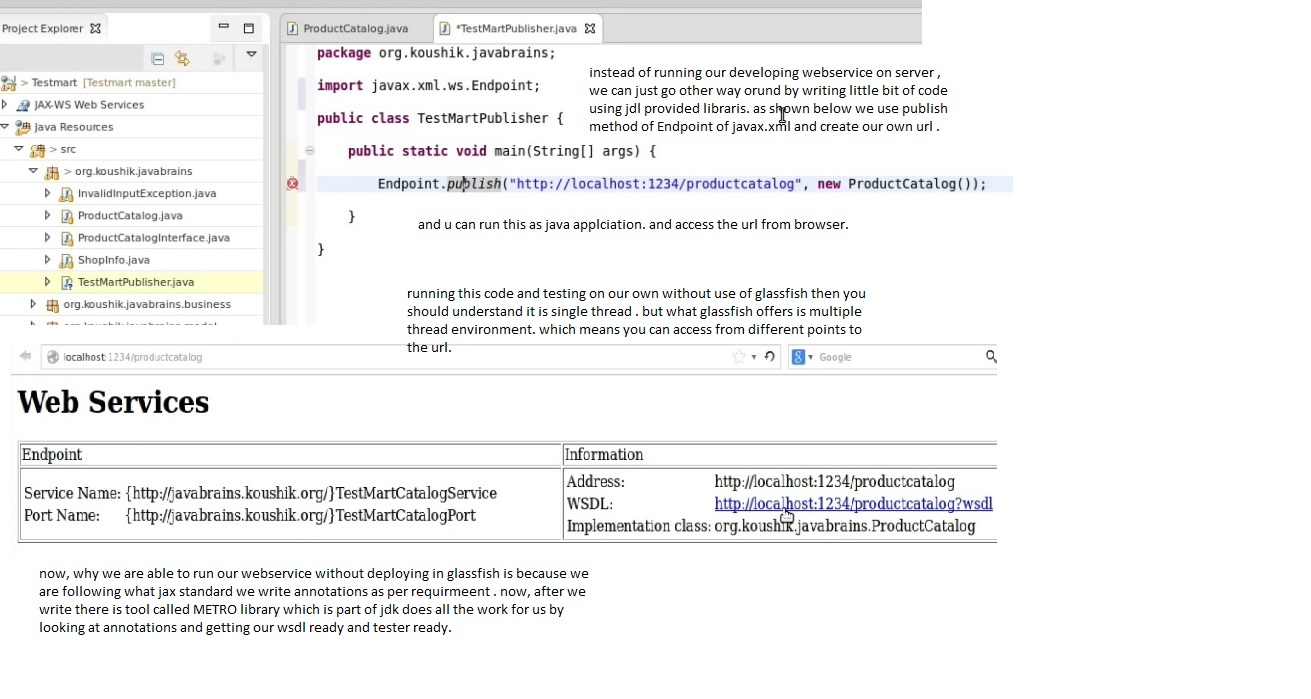 Project Explorer
ProductCatalog.java
*TestMartPublisher.java
> Testmart [Testmart master]
JAX-WS Web Services
Java Resources
> src
> org.koushik.javabrains
InvalidInputException.java
ProductCatalog.java
ProductCatalogInterface.java
ShopInfo.java
TestMartPublisher.java
org.koushik.javabrains.business
org.koushik.javabrains.model
package org.koushik.javabrains;
import javax.xml.ws.Endpoint;
public class TestMartPublisher {
public static void main(String[] args) {
Endpoint.publish("http://localhost:1234/productcatalog", new ProductCatalog());
}
}
instead of running our developing webservice on server ,
we can just go other way orund by writing little bit of code
using jdl provided libraris. as shown below we use publish
method of Endpoint of javax.xml and create our own url .
and u can run this as java applciation. and access the url from browser.
running this code and testing on our own without use of glassfish then you
should understand it is single thread . but what glassfish offers is multiple
thread environment. which means you can access from different points to
the url.
localhost:1234/productcatalog
Google
Web Services
Endpoint
Information
Service Name: {http://javabrains.koushik.org/}TestMartCatalogService
Port Name: {http://javabrains.koushik.org/}TestMartCatalogPort
Address: http://localhost:1234/productcatalog
WSDL: http://localhost:1234/productcatalog?wsdl
Implementation class: org.koushik.javabrains.ProductCatalog
now, why we are able to run our webservice without deploying in glassfish is because we
are following what jax standard we write annotations as per requirmeent . now, after we
write there is tool called METRO library which is part of jdk does all the work for us by
looking at annotations and getting our wsdl ready and tester ready.